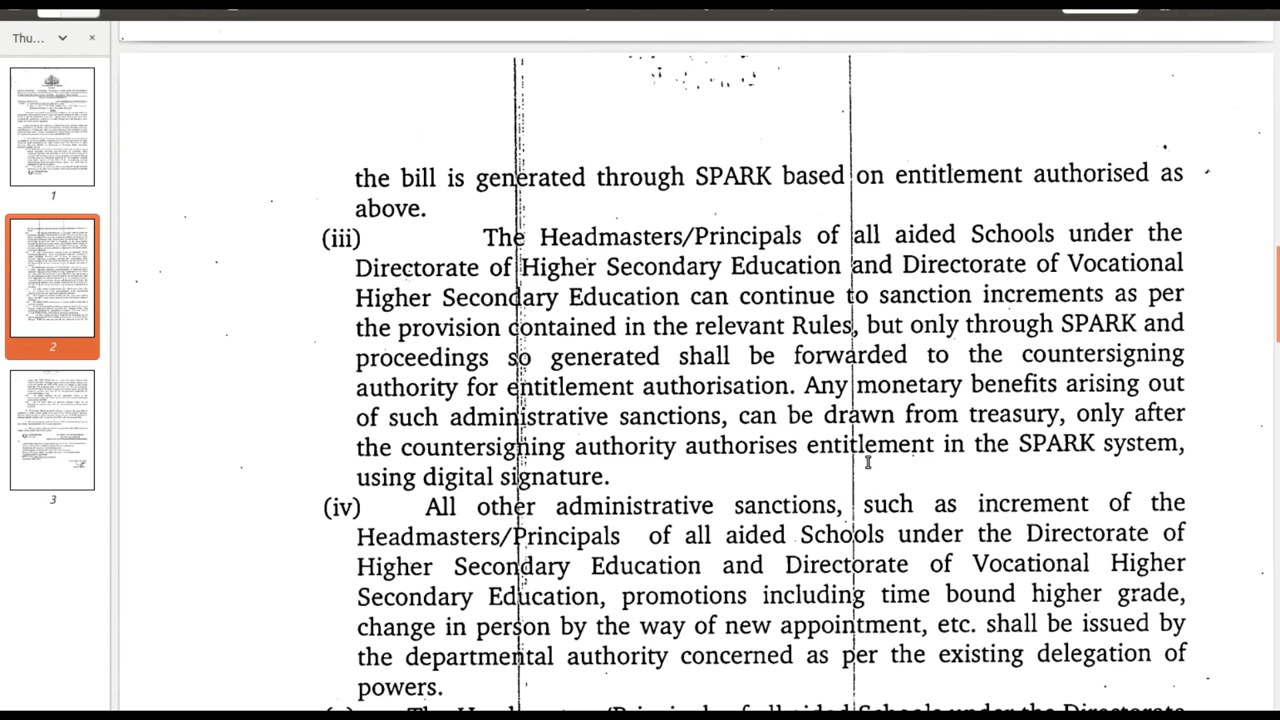 Thu...
1
2
3
the bill is generated through SPARK based on entitlement authorised as
above.
(iii) The Headmasters/Principals of all aided Schools under the
Directorate of Higher Secondary Education and Directorate of Vocational
Higher Secondary Education can continue to sanction increments as per
the provision contained in the relevant Rules, but only through SPARK and
proceedings so generated shall be forwarded to the countersigning
authority for entitlement authorisation. Any monetary benefits arising out
of such administrative sanctions, can be drawn from treasury, only after
the countersigning authority authorises entitlement in the SPARK system,
using digital signature.
(iv) All other administrative sanctions, such as increment of the
Headmasters/Principals of all aided Schools under the Directorate of
Higher Secondary Education and Directorate of Vocational Higher
Secondary Education, promotions including time bound higher grade,
change in person by the way of new appointment, etc. shall be issued by
the departmental authority concerned as per the existing delegation of
powers.